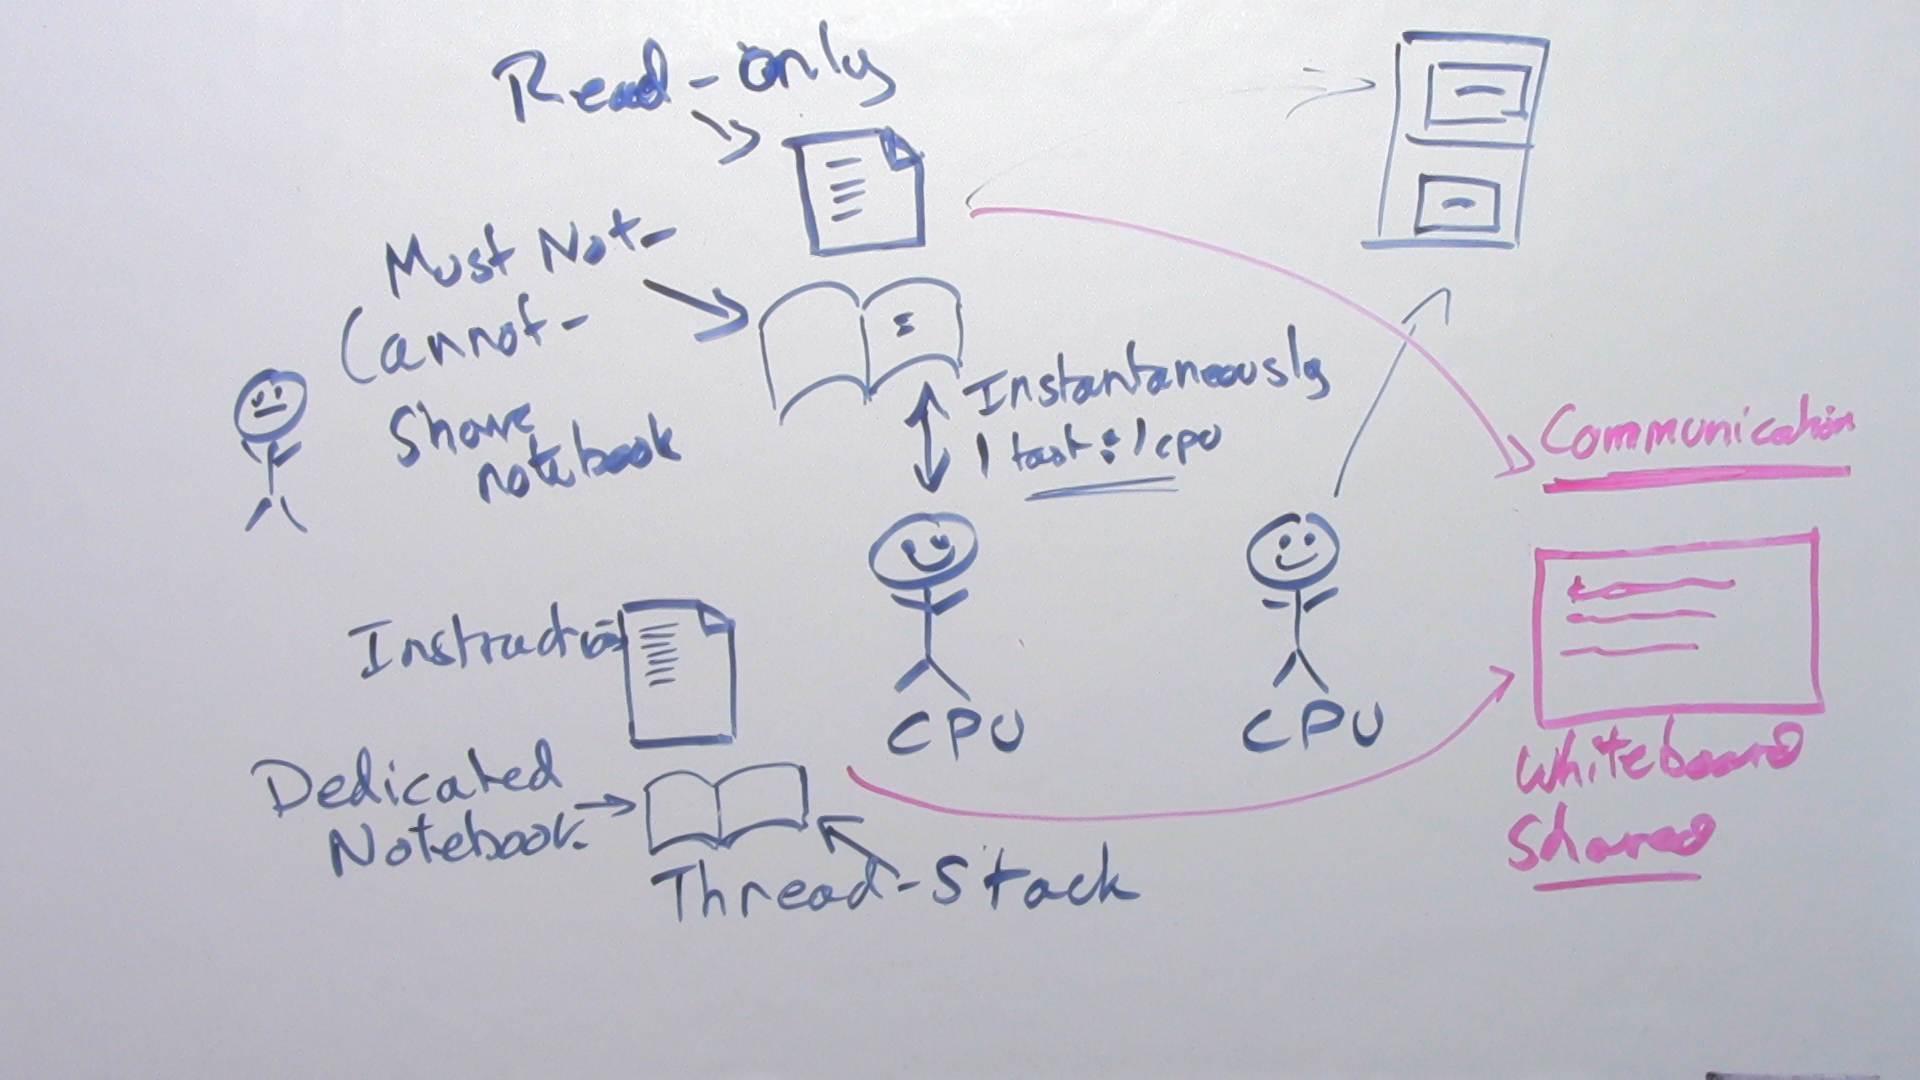 Read-only
Must Not-
Cannot-
Share
notebook
Instantaneously
1 task : 1 cpu
Communication
Instruction
CPU
CPU
Dedicated
Notebook
Thread-Stack
Whiteboard
Shared